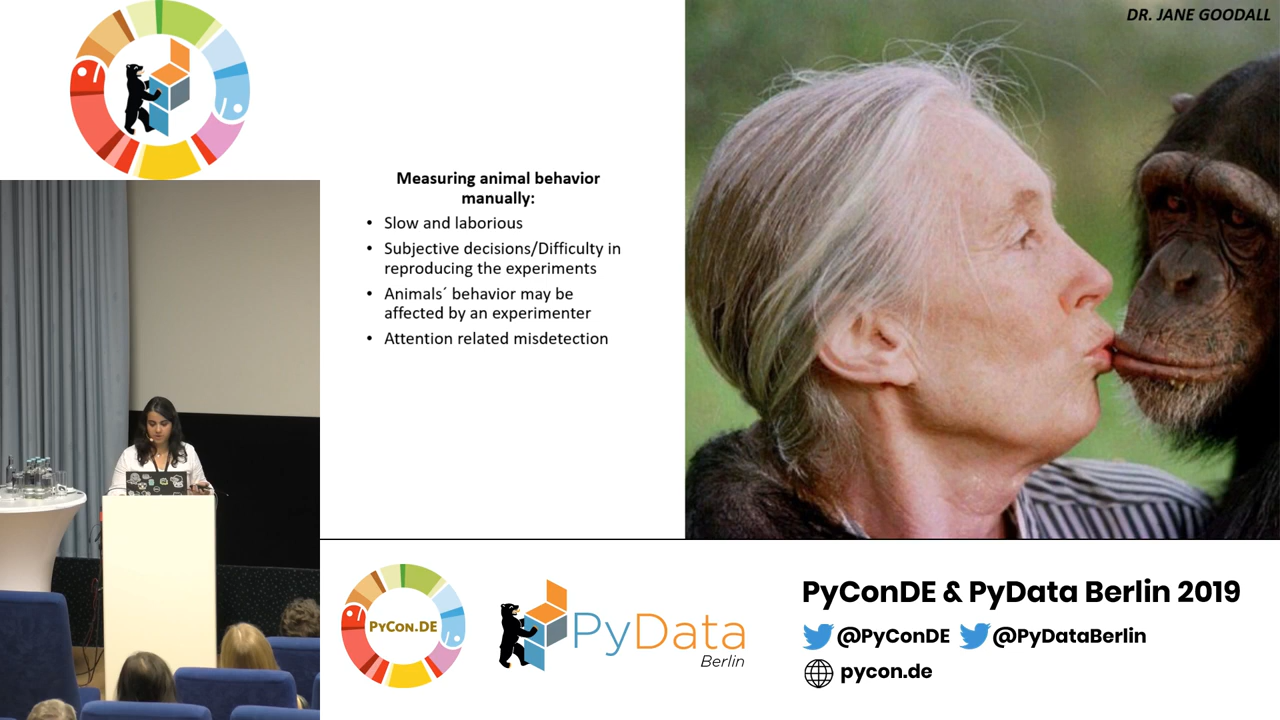 DR. JANE GOODALL
Measuring animal behavior
manually:
• Slow and laborious
• Subjective decisions/Difficulty in
reproducing the experiments
• Animals´ behavior may be
affected by an experimenter
• Attention related misdetection
PYCON.DE
PyData
Berlin
PyConDE & PyData Berlin 2019
@PyConDE @PyDataBerlin
pycon.de